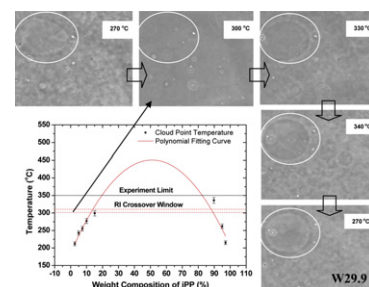 270 °C
300 °C
330 °C
340 °C
270 °C
W29.9
550
500
450
400
350
300
250
200
150
100
Temperature (°C)
Cloud Point Temperature
Polynomial Fitting Curve
Experiment Limit
RI Crossover Window
-10 0 10 20 30 40 50 60 70 80 90 100 110
Weight Composition of iPP (%)